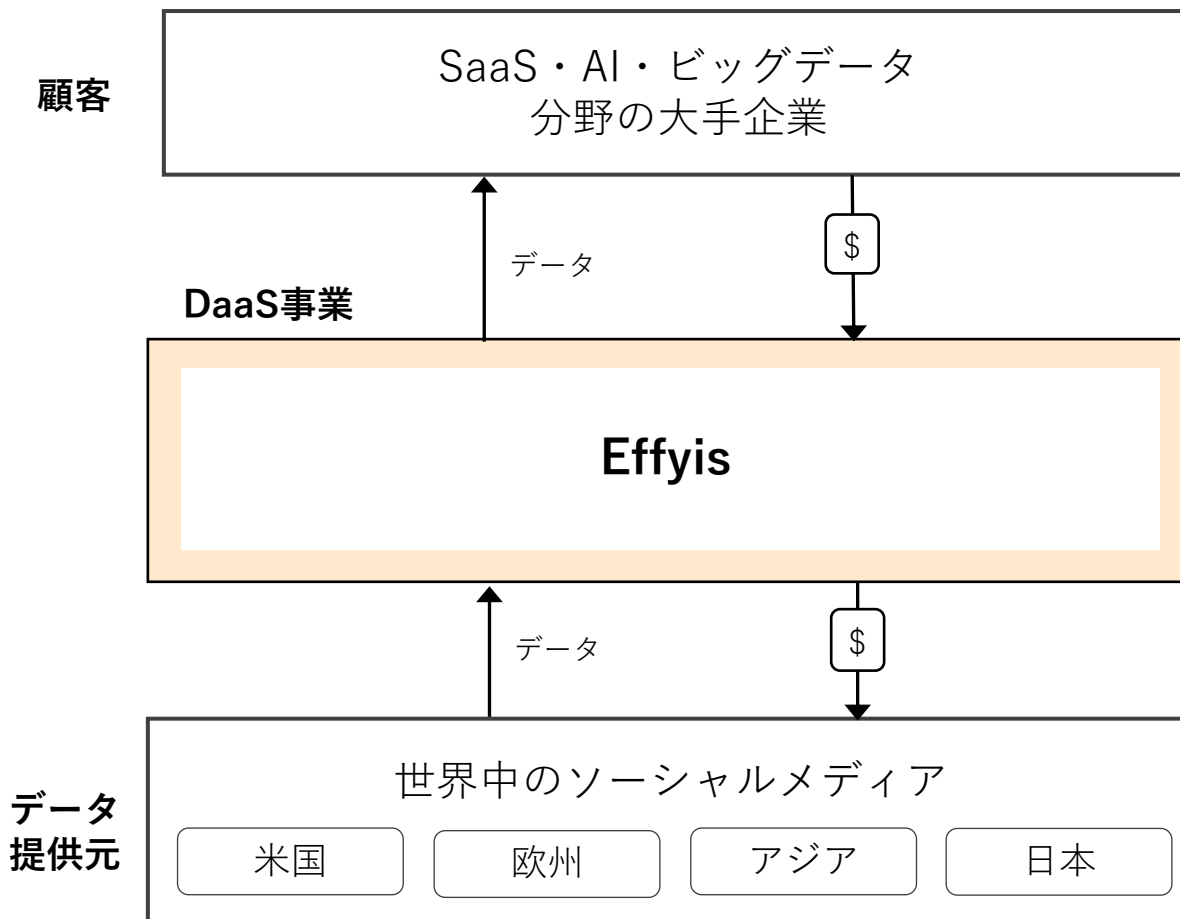 顧客
SaaS・AI・ビッグデータ
分野の大手企業
データ
$
DaaS事業
Effyis
データ
$
データ
提供元
世界中のソーシャルメディア
米国
欧州
アジア
日本